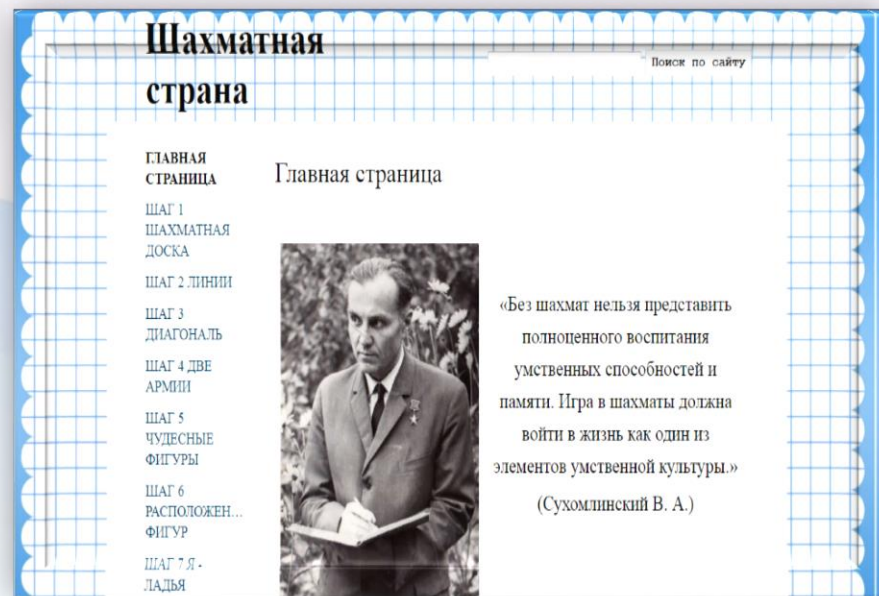 Шахматная
страна
Поиск по сайту
ГЛАВНАЯ
СТРАНИЦА
ШАГ 1
ШАХМАТНАЯ
ДОСКА
ШАГ 2 ЛИНИИ
ШАГ 3
ДИАГОНАЛЬ
ШАГ 4 ДВЕ
АРМИИ
ШАГ 5
ЧУДЕСНЫЕ
ФИГУРЫ
ШАГ 6
РАСПОЛОЖЕН...
ФИГУР
ШАГ 7 Я -
ЛАДЬЯ
Главная страница
«Без шахмат нельзя представить
полноценного воспитания
умственных способностей и
памяти. Игра в шахматы должна
войти в жизнь как один из
элементов умственной культуры.»
(Сухомлинский В. А.)